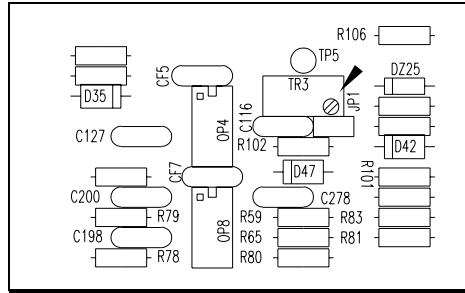 R106
TP5
CF5
TR3
DZ25
D35
JP1
C116
OP4
C127
R102
D42
CF7
D47
R101
C200
C278
R79
R59
R83
C198
OP8
R65
R81
R78
R80